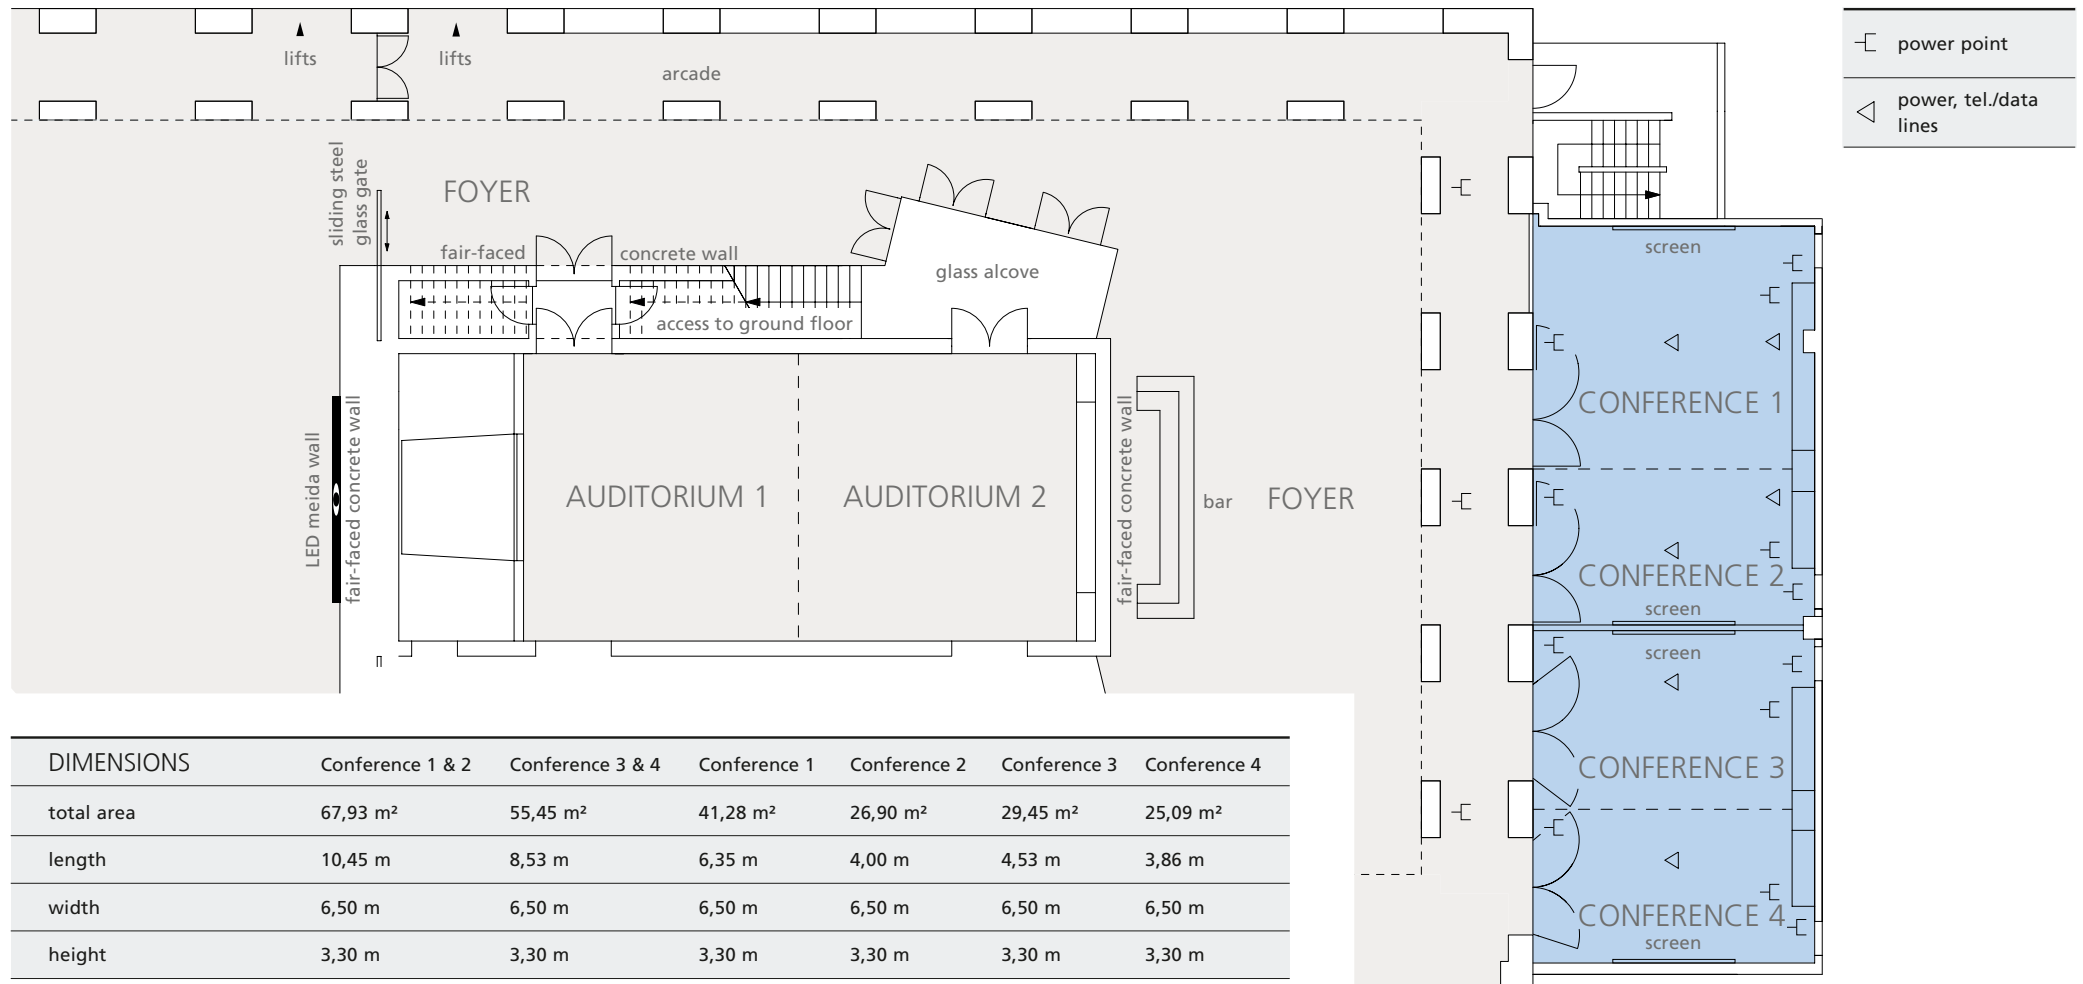 lifts
lifts
arcade
power point
power, tel./data
lines
sliding steel
glass gate
FOYER
fair-faced
concrete wall
glass alcove
access to ground floor
screen
CONFERENCE 1
LED meida wall
fair-faced concrete wall
AUDITORIUM 1
AUDITORIUM 2
fair-faced concrete wall
bar
FOYER
CONFERENCE 2
screen
screen
CONFERENCE 3
CONFERENCE 4
screen
DIMENSIONS Conference 1 & 2 Conference 3 & 4 Conference 1 Conference 2 Conference 3 Conference 4
total area 67,93 m² 55,45 m² 41,28 m² 26,90 m² 29,45 m² 25,09 m²
length 10,45 m 8,53 m 6,35 m 4,00 m 4,53 m 3,86 m
width 6,50 m 6,50 m 6,50 m 6,50 m 6,50 m 6,50 m
height 3,30 m 3,30 m 3,30 m 3,30 m 3,30 m 3,30 m